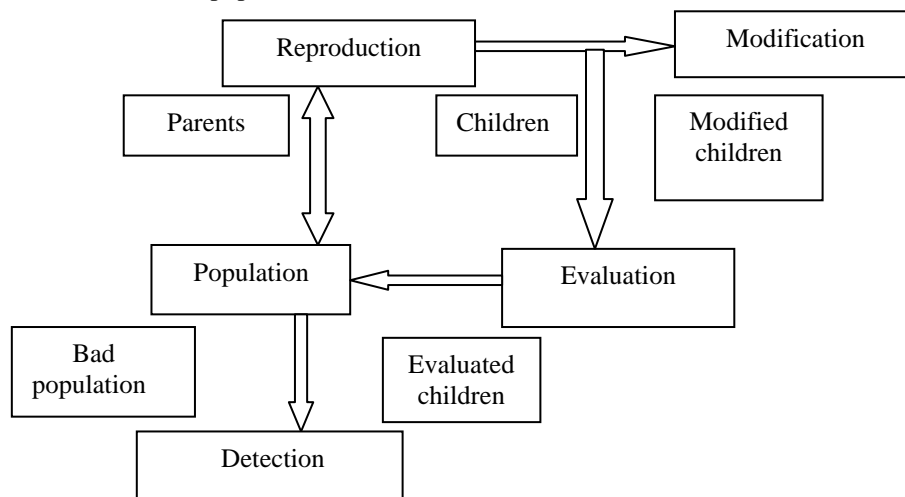 Reproduction
Modification
Parents
Children
Modified
children
Population
Evaluation
Bad
population
Evaluated
children
Detection